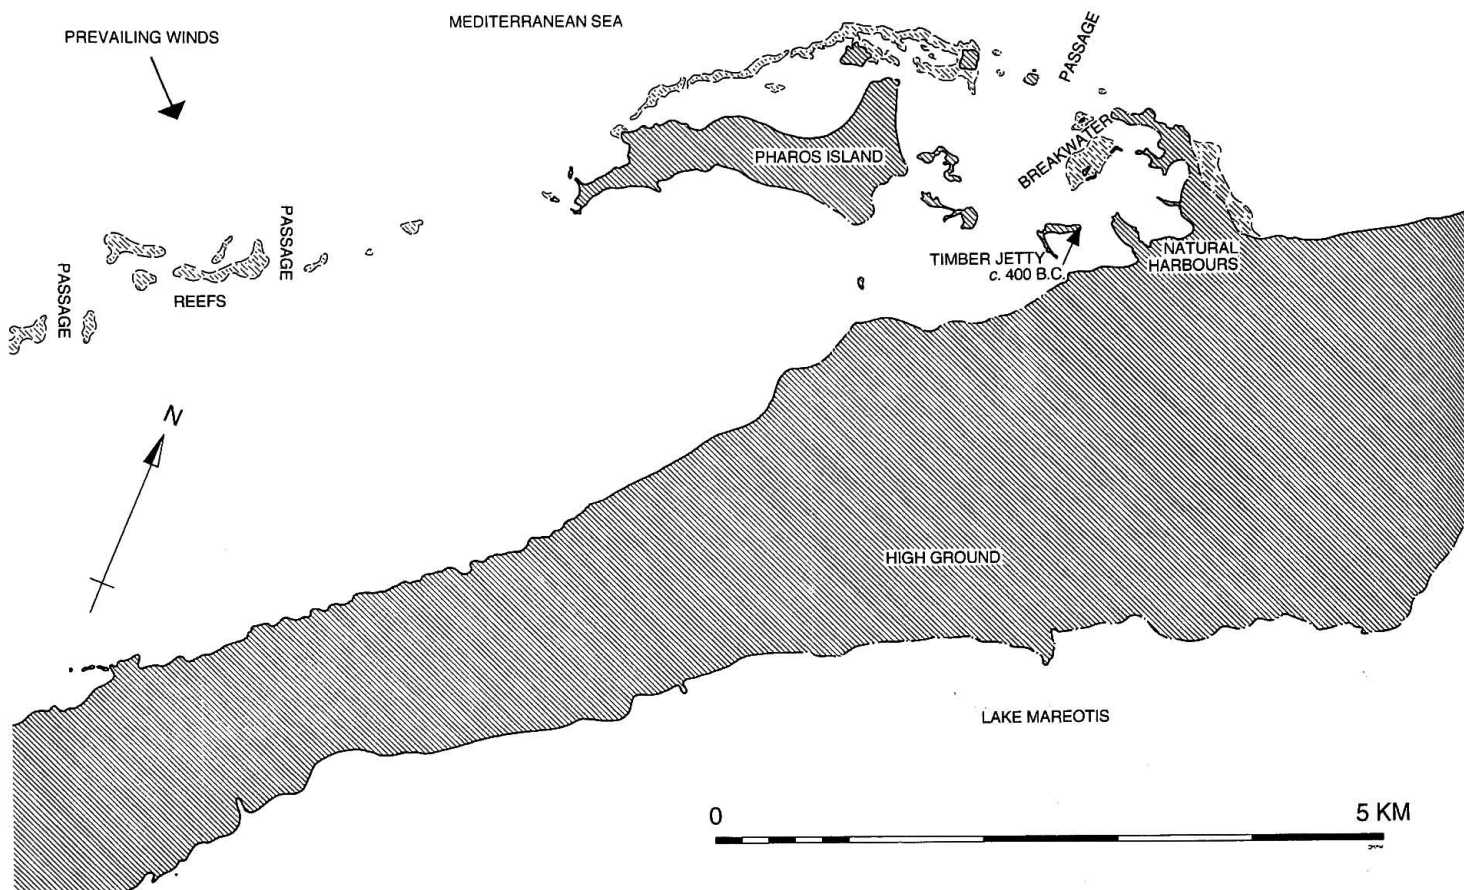 MEDITERRANEAN SEA
PREVAILING WINDS
PASSAGE
BREAKWATER
PHAROS ISLAND
PASSAGE
PASSAGE
REEFS
TIMBER JETTY
c. 400 B.C.
NATURAL
HARBOURS
N
HIGH GROUND
LAKE MAREOTIS
0
5 KM